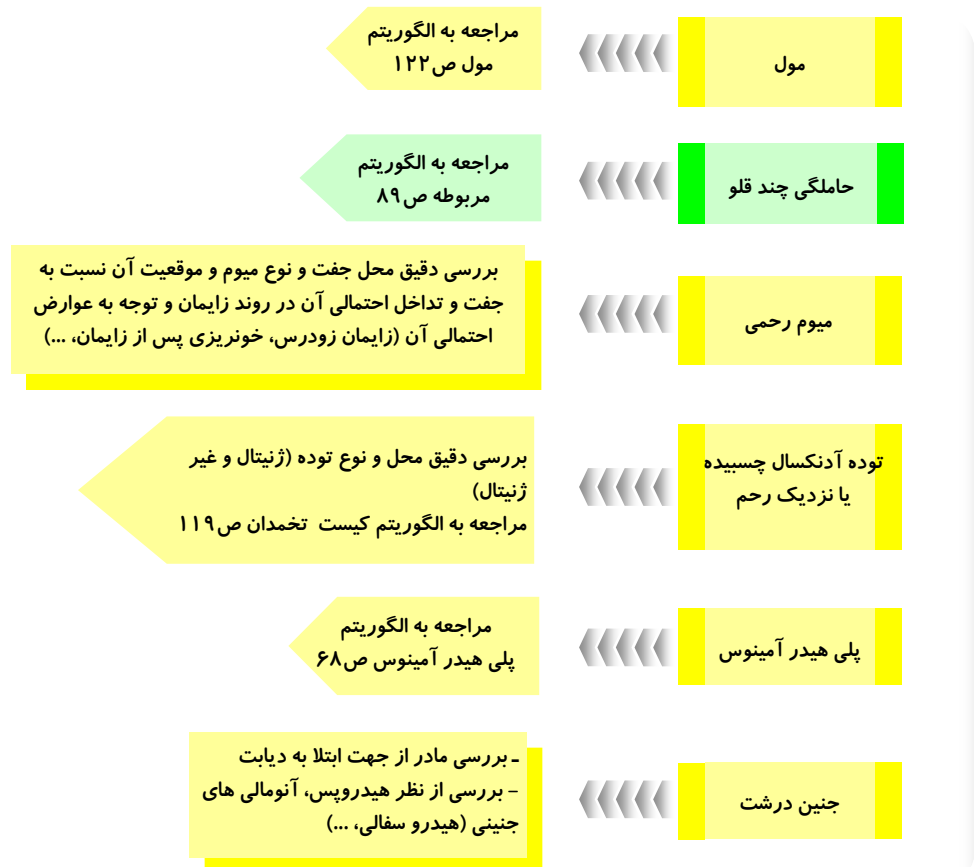 مول
مراجعه به الگوریتم
مول ص۱۲۲
حاملگی چند قلو
مراجعه به الگوریتم
مربوطه ص۸۹
میوم رحمی
بررسی دقیق محل جفت و نوع میوم و موقعیت آن نسبت به
جفت و تداخل احتمالی آن در روند زایمان و توجه به عوارض
احتمالی آن (زایمان زودرس، خونریزی پس از زایمان، ...)
توده آدنکسال چسبیده
یا نزدیک رحم
بررسی دقیق محل و نوع توده (ژنیتال و غیر
ژنیتال)
مراجعه به الگوریتم کیست تخمدان ص۱۱۹
پلی هیدر آمینوس
مراجعه به الگوریتم
پلی هیدر آمینوس ص۶۸
جنین درشت
ـ بررسی مادر از جهت ابتلا به دیابت
– بررسی از نظر هیدروپس، آنومالی های
جنینی (هیدرو سفالی، ...)